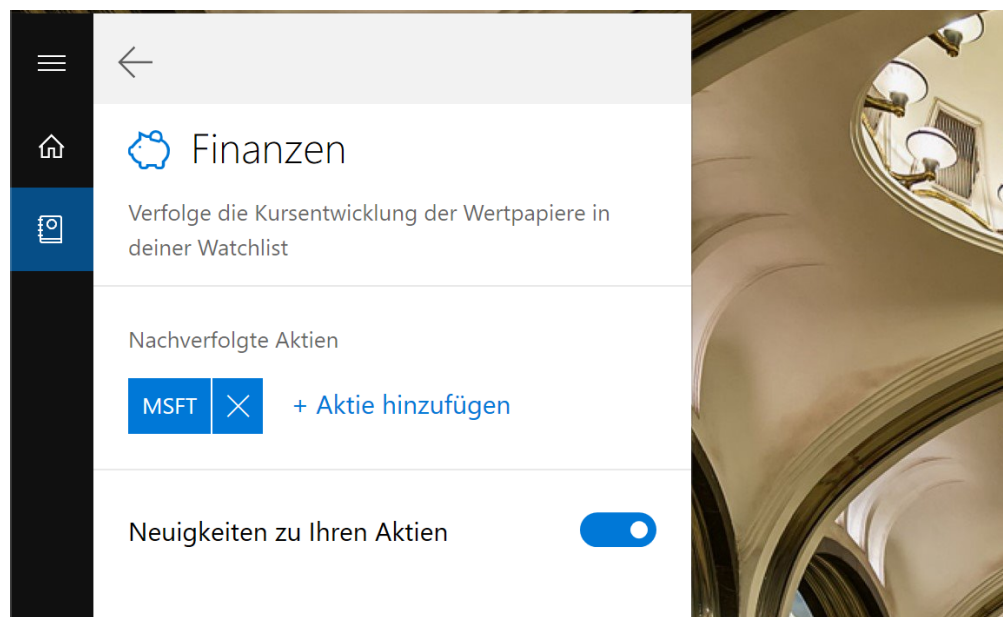 Finanzen
Verfolge die Kursentwicklung der Wertpapiere in
deiner Watchlist
Nachverfolgte Aktien
MSFT
+ Aktie hinzufügen
Neuigkeiten zu Ihren Aktien